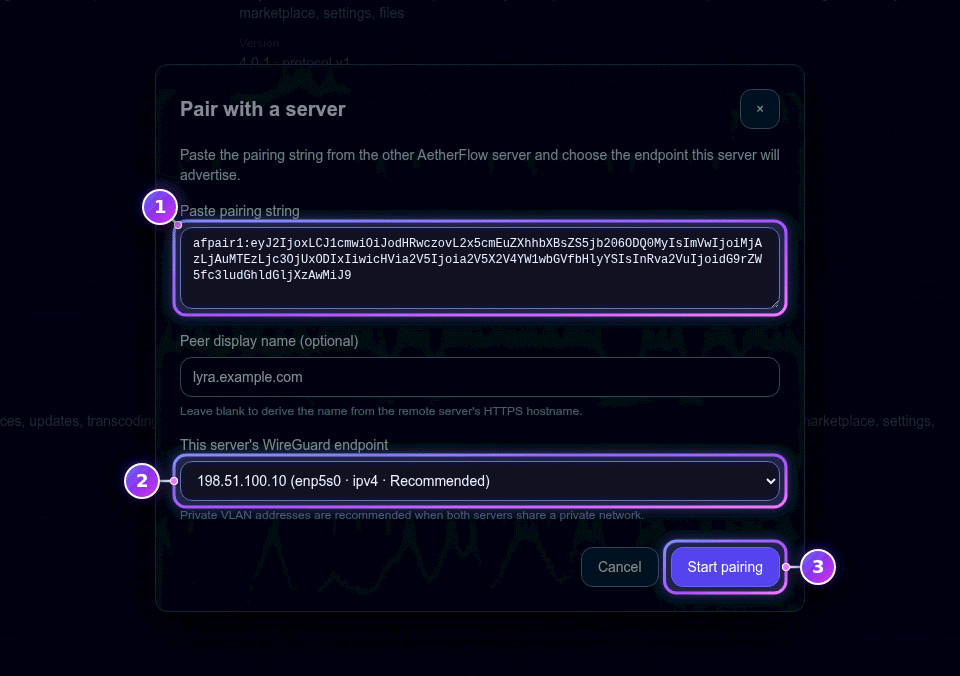 marketplace, settings, files
Version
4.0.1 · protocol v1
Pair with a server
×
Paste the pairing string from the other AetherFlow server and choose the endpoint this server will
advertise.
1
Paste pairing string
afpair1:eyJ2IjoxLCJ1cmwiOiJodHRwczovL2x5cmEuZXhhbXBsZS5jb206ODQ0MyIsImVwIjoiMjA
zLjAuMTEzLjc3OjUxODIxIiwicHVia2V5Ijoia2V5X2V4YW1wbGVfbHlyYSIsInRva2VuIjoidG9rZW
5fc3ludGhldGljXzAwMiJ9
Peer display name (optional)
lyra.example.com
Leave blank to derive the name from the remote server's HTTPS hostname.
ces, updates, transcoding
marketplace, settings,
This server's WireGuard endpoint
2
198.51.100.10 (enp5s0 · ipv4 · Recommended)
Private VLAN addresses are recommended when both servers share a private network.
Cancel
Start pairing
3